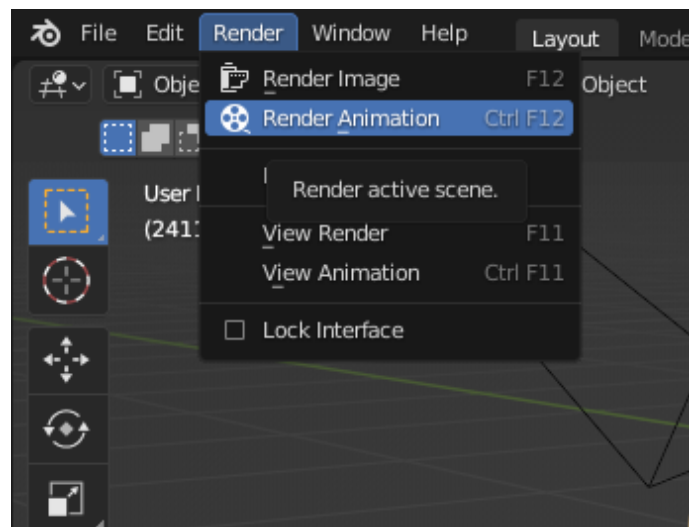 File Edit Render Window Help Layout Mode
Obje Render Image F12 Object
Render Animation Ctrl F12
User
Render active scene.
(241
View Render F11
View Animation Ctrl F11
Lock Interface